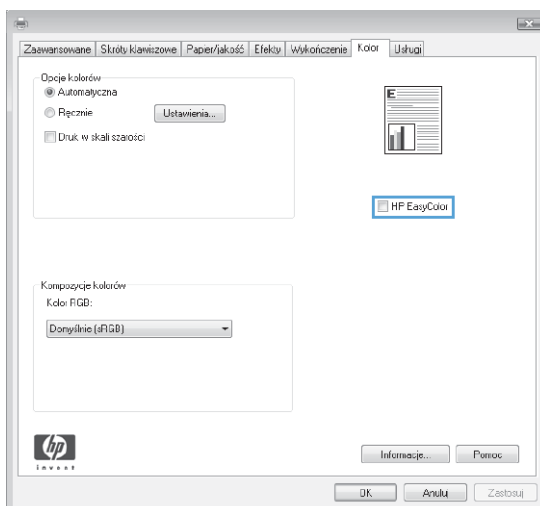 Zaawansowane Skróty klawiszowe Papier/jakość Efekty Wykończenie Kolor Usługi
Opcje kolorów
Automatyczna
Ręcznie Ustawienia...
Druk w skali szarości
E
HP EasyColor
Kompozycje kolorów
Kolor RGB:
Domyślnie (sRGB)
hp
invent
Informacje... Pomoc
OK Anuluj Zastosuj